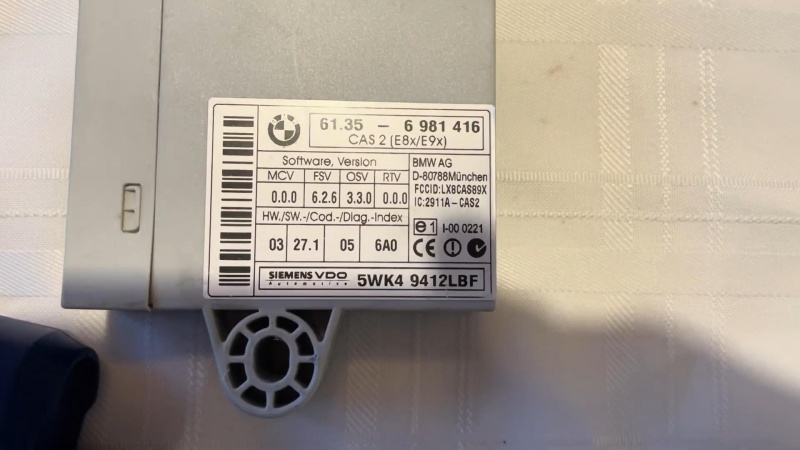 61.35 – 6 981 416
CAS 2 (E8x/E9x)
Software, Version
MCV FSV OSV RTV
0.0.0 6.2.6 3.3.0 0.0.0
HW./SW.-/Cod.-/Diag.-Index
03 27.1 05 6A0
BMW AG
D-80788München
FCCID:LX8CAS89X
IC:2911A-CAS2
e1 I-00 0221
CE
SIEMENS VDO
Automotive
5WK4 9412LBF